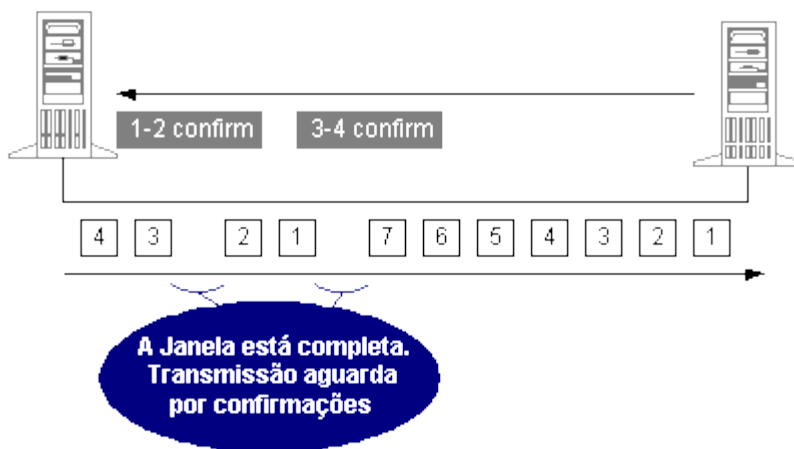 1-2 confirm 3-4 confirm
4 3 2 1 7 6 5 4 3 2 1
A Janela está completa.
Transmissão aguarda
por confirmações